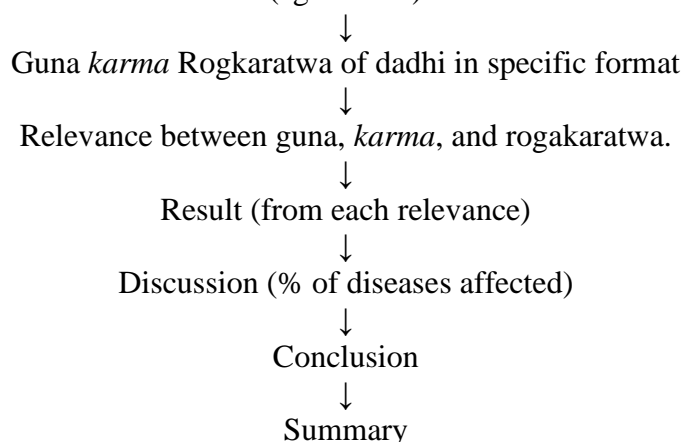 ↓
Guna karma Rogkaratwa of dadhi in specific format
↓
Relevance between guna, karma, and rogakaratwa.
↓
Result (from each relevance)
↓
Discussion (% of diseases affected)
↓
Conclusion
↓
Summary